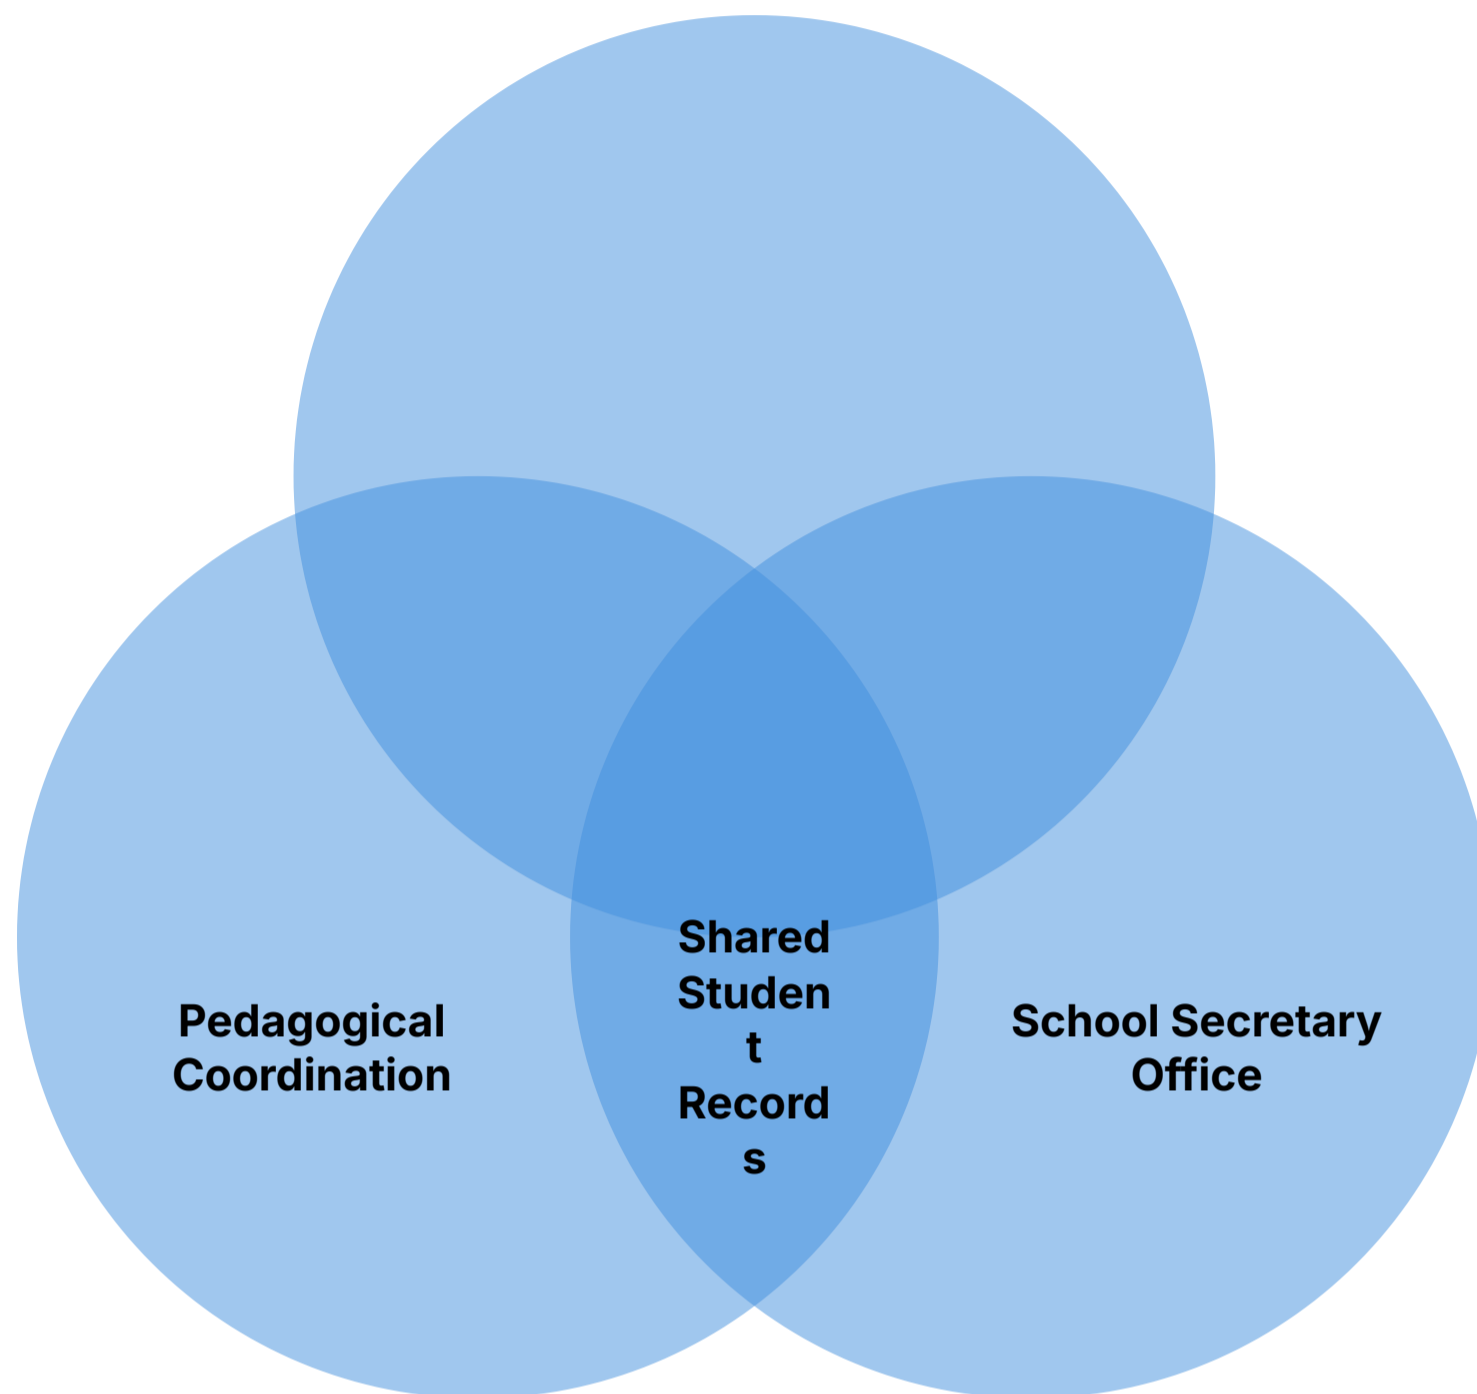 Pedagogical
Coordination
Shared
Studen
t
Record
s
School Secretary
Office